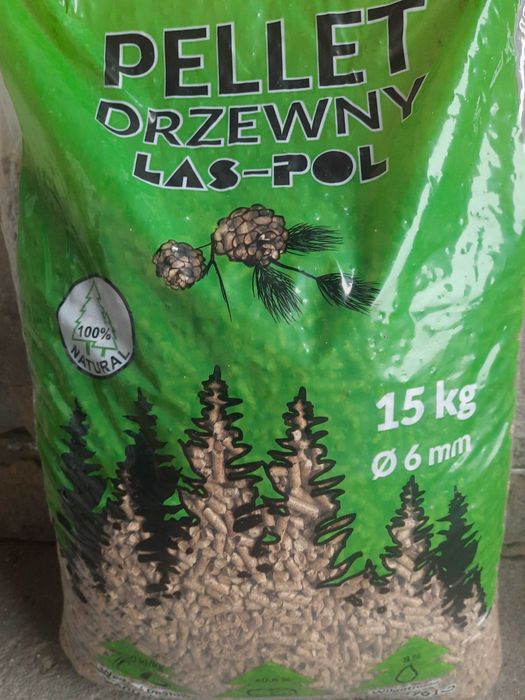 PELLET
DRZEWNY
LAS-POL
100%
NATURAL
15 kg
Ø 6 mm